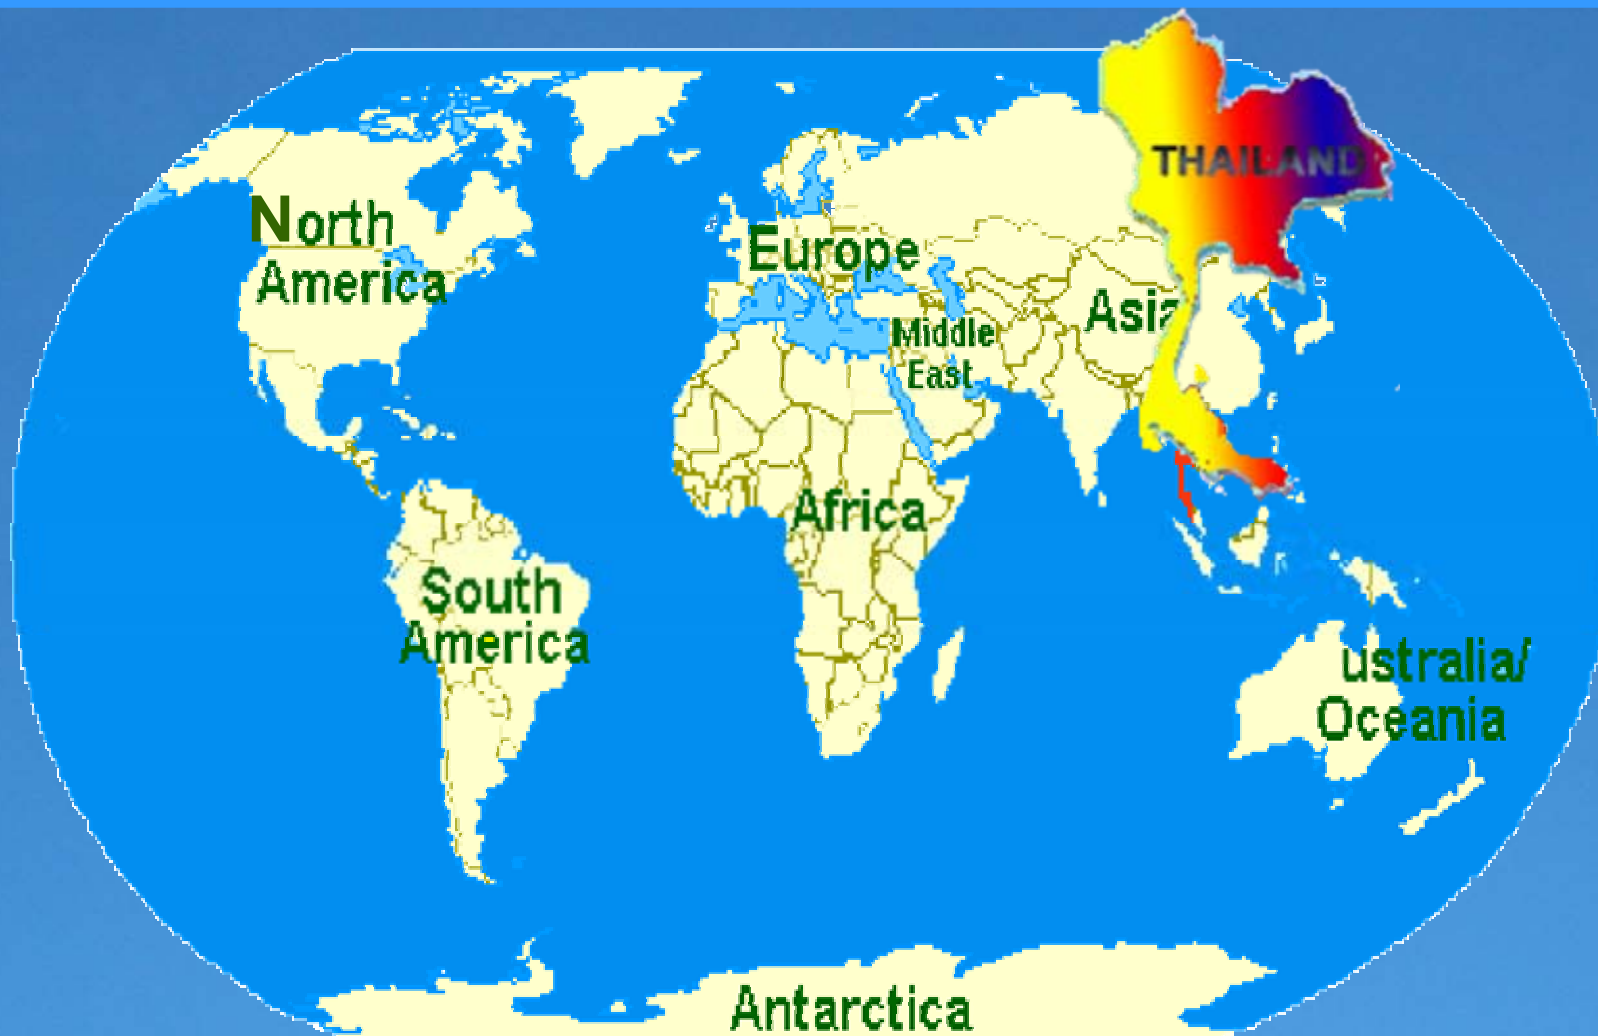 THAILAND
North
America
Europe
Asia
Middle
East
Africa
South
America
ustralia/
Oceania
Antarctica